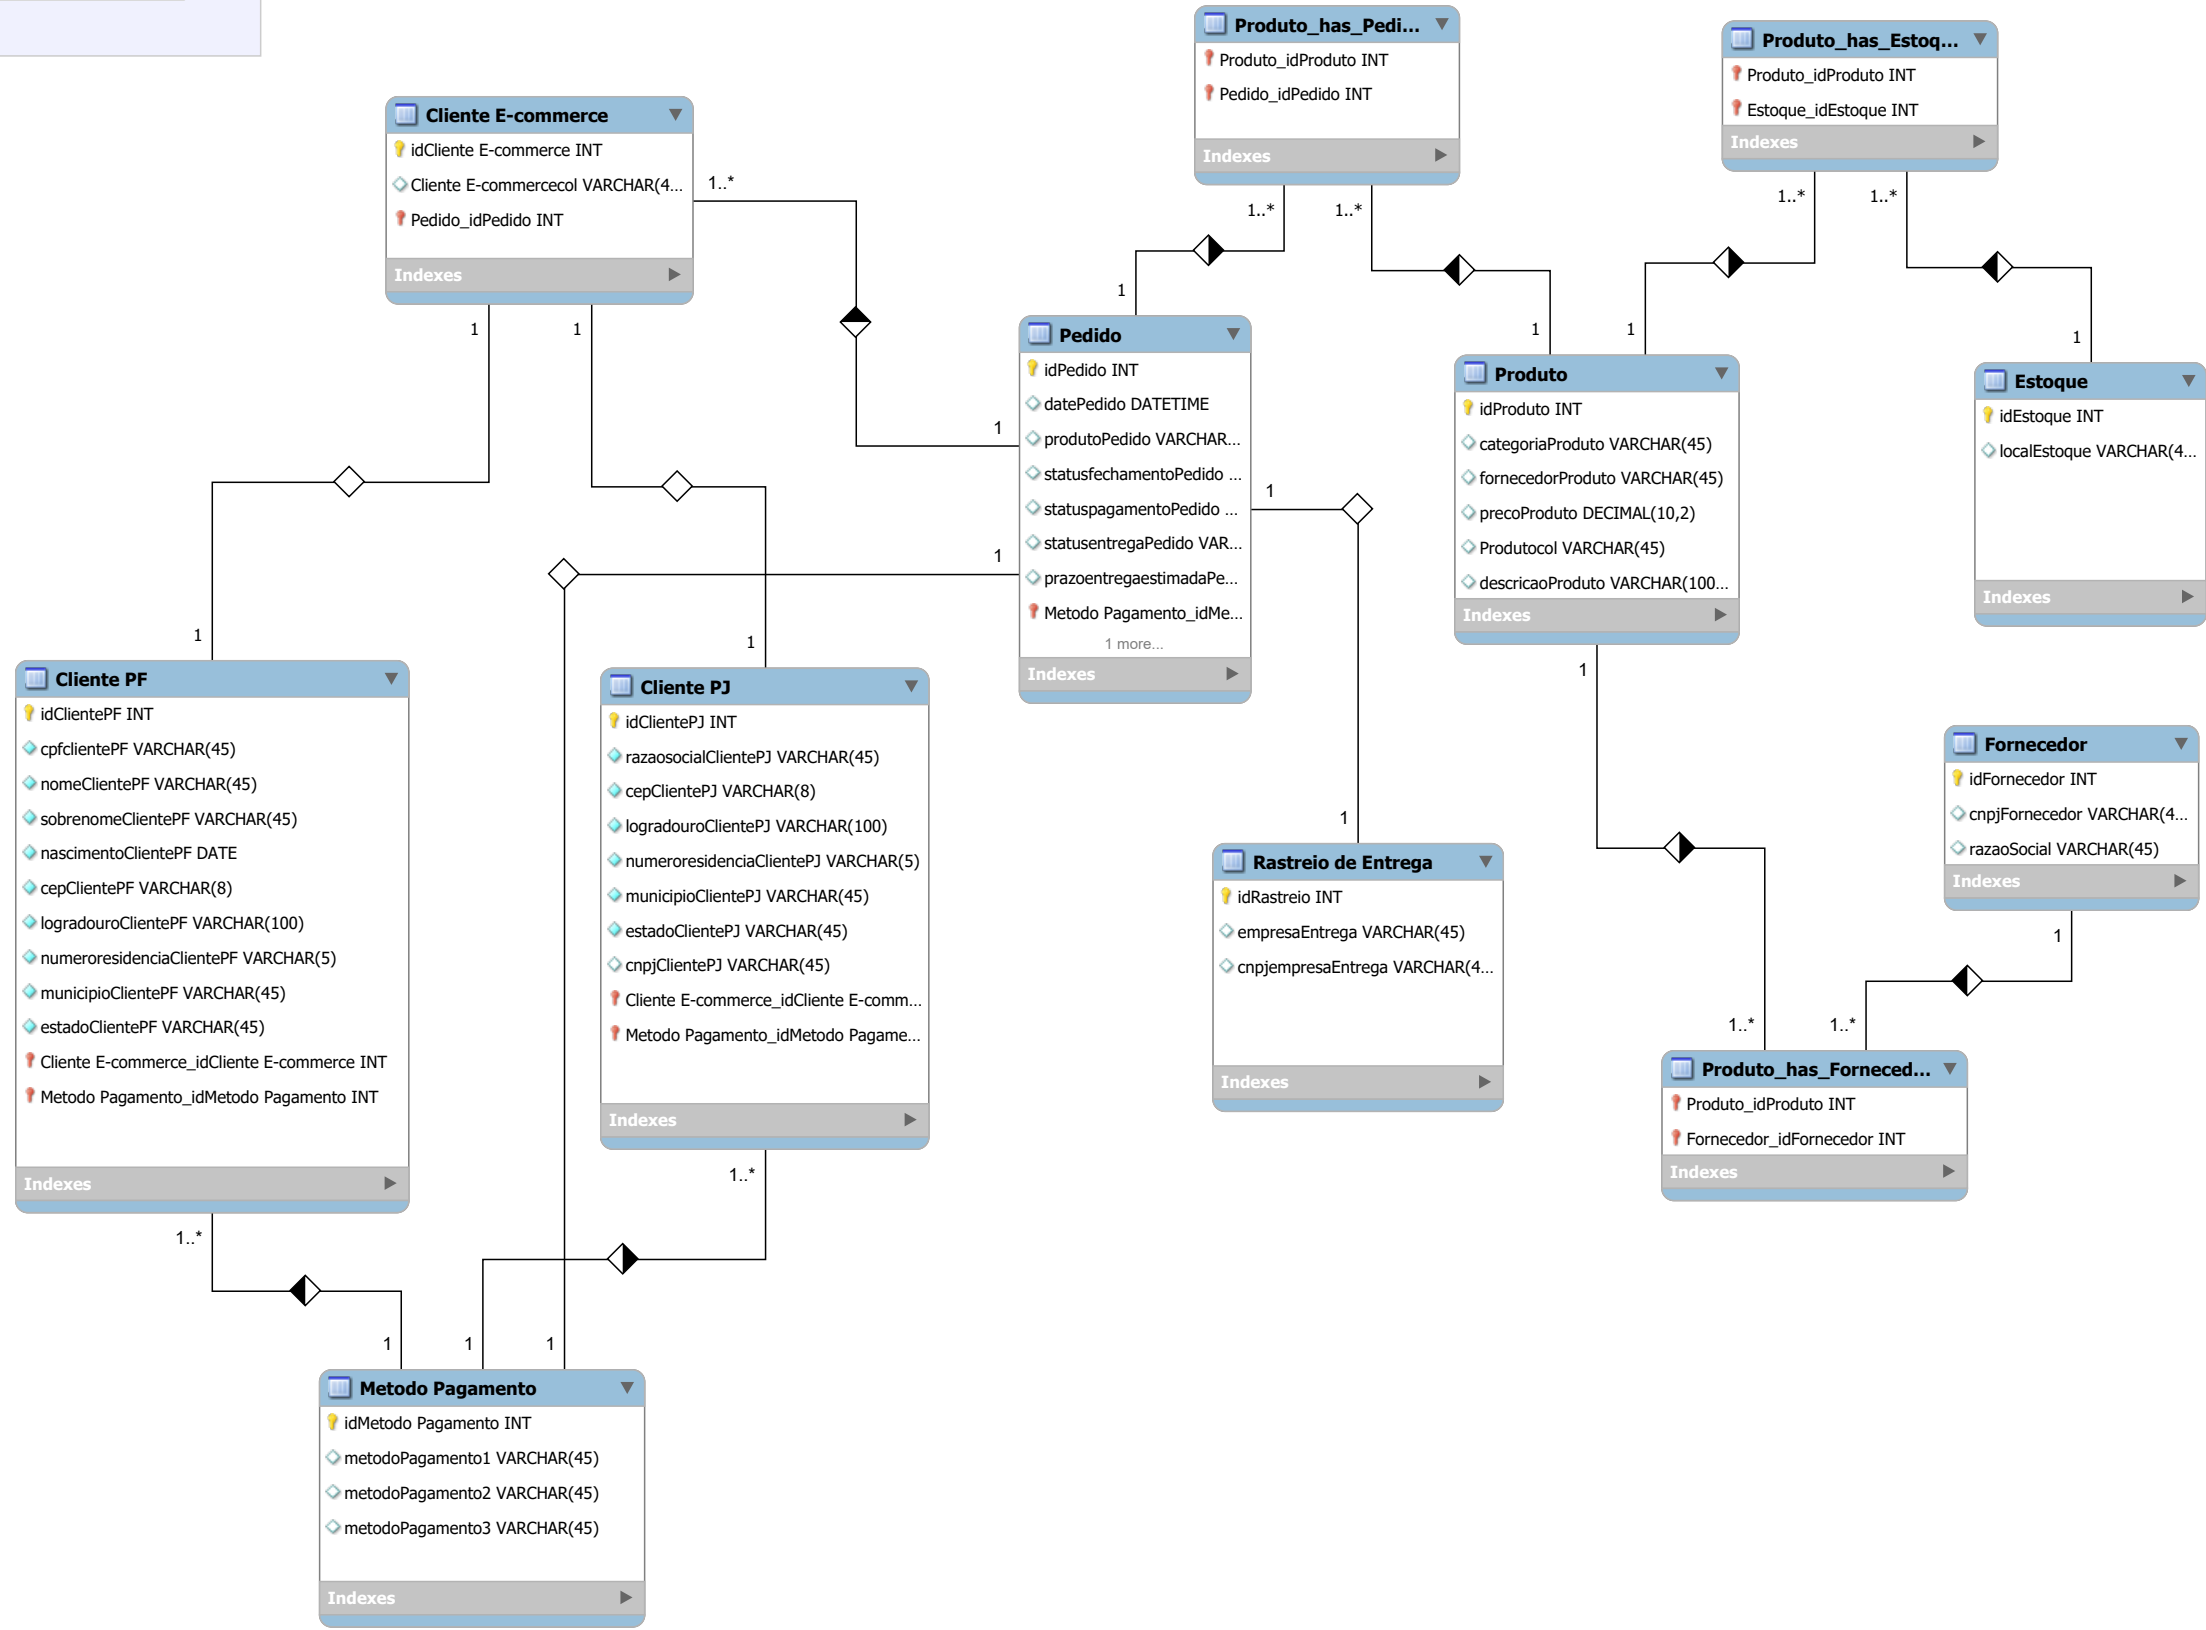 Produto_has_Pedi...
Produto_idProduto INT
Pedido_idPedido INT
Indexes
1..*
1..*
1
1
Produto_has_Estoq...
Produto_idProduto INT
Estoque_idEstoque INT
Indexes
1..*
1..*
1
1
Cliente E-commerce
idCliente E-commerce INT
Cliente E-commercecol VARCHAR(4...
Pedido_idPedido INT
Indexes
1..*
1
1
1
Pedido
idPedido INT
datePedido DATETIME
produtoPedido VARCHAR...
statusfechamentoPedido ...
statuspagamentoPedido ...
statusentregaPedido VAR...
prazoentregaestimadaPe...
Metodo Pagamento_idMe...
1 more...
Indexes
1
1
Produto
idProduto INT
categoriaProduto VARCHAR(45)
fornecedorProduto VARCHAR(45)
precoProduto DECIMAL(10,2)
Produtocol VARCHAR(45)
descricaoProduto VARCHAR(100...
Indexes
1
Estoque
idEstoque INT
localEstoque VARCHAR(4...
Indexes
1
Cliente PF
idClientePF INT
cpfclientePF VARCHAR(45)
nomeClientePF VARCHAR(45)
sobrenomeClientePF VARCHAR(45)
nascimentoClientePF DATE
cepClientePF VARCHAR(8)
logradouroClientePF VARCHAR(100)
numeroresidenciaClientePF VARCHAR(5)
municipioClientePF VARCHAR(45)
estadoClientePF VARCHAR(45)
Cliente E-commerce_idCliente E-commerce INT
Metodo Pagamento_idMetodo Pagamento INT
Indexes
1..*
1
Cliente PJ
idClientePJ INT
razaosocialClientePJ VARCHAR(45)
cepClientePJ VARCHAR(8)
logradouroClientePJ VARCHAR(100)
numeroresidenciaClientePJ VARCHAR(5)
municipioClientePJ VARCHAR(45)
estadoClientePJ VARCHAR(45)
cnpjClientePJ VARCHAR(45)
Cliente E-commerce_idCliente E-comm...
Metodo Pagamento_idMetodo Pagame...
Indexes
1..*
1
Rastreio de Entrega
idRastreio INT
empresaEntrega VARCHAR(45)
cnpjempresaEntrega VARCHAR(4...
Indexes
Fornecedor
idFornecedor INT
cnpjFornecedor VARCHAR(4...
razaoSocial VARCHAR(45)
Indexes
1
1..*
1..*
Produto_has_Forneced...
Produto_idProduto INT
Fornecedor_idFornecedor INT
Indexes
1
1
1
Metodo Pagamento
idMetodo Pagamento INT
metodoPagamento1 VARCHAR(45)
metodoPagamento2 VARCHAR(45)
metodoPagamento3 VARCHAR(45)
Indexes